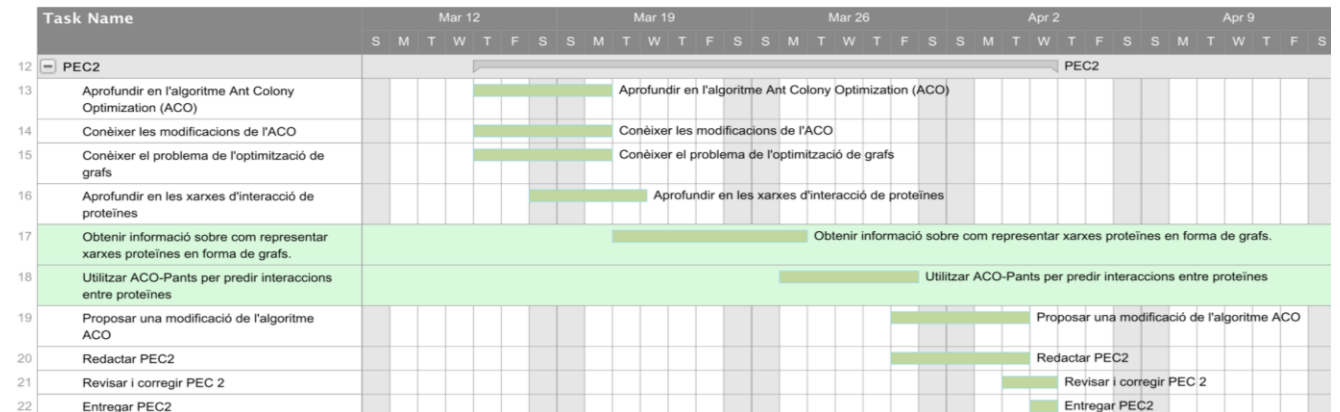 Task Name
Mar 12 Mar 19 Mar 26 Apr 2 Apr 9
S M T W T F S S M T W T F S S M T W T F S S M T W T F S S M T W T F S
12 PEC2 PEC2
13 Aprofundir en l'algoritme Ant Colony
Optimization (ACO)
Aprofundir en l'algoritme Ant Colony Optimization (ACO)
14 Conèixer les modificacions de l'ACO Conèixer les modificacions de l'ACO
15 Conèixer el problema de l'optimització de
grafs
Conèixer el problema de l'optimització de grafs
16 Aprofundir en les xarxes d'interacció de
proteïnes
Aprofundir en les xarxes d'interacció de proteïnes
17 Obtenir informació sobre com representar
xarxes proteïnes en forma de grafs.
Obtenir informació sobre com representar xarxes proteïnes en forma de grafs.
18 Utilitzar ACO-Pants per predir interaccions
entre proteïnes
Utilitzar ACO-Pants per predir interaccions entre proteïnes
19 Proposar una modificació de l'algoritme
ACO
Proposar una modificació de l'algoritme ACO
20 Redactar PEC2 Redactar PEC2
21 Revisar i corregir PEC 2 Revisar i corregir PEC 2
22 Entregar PEC2 Entregar PEC2